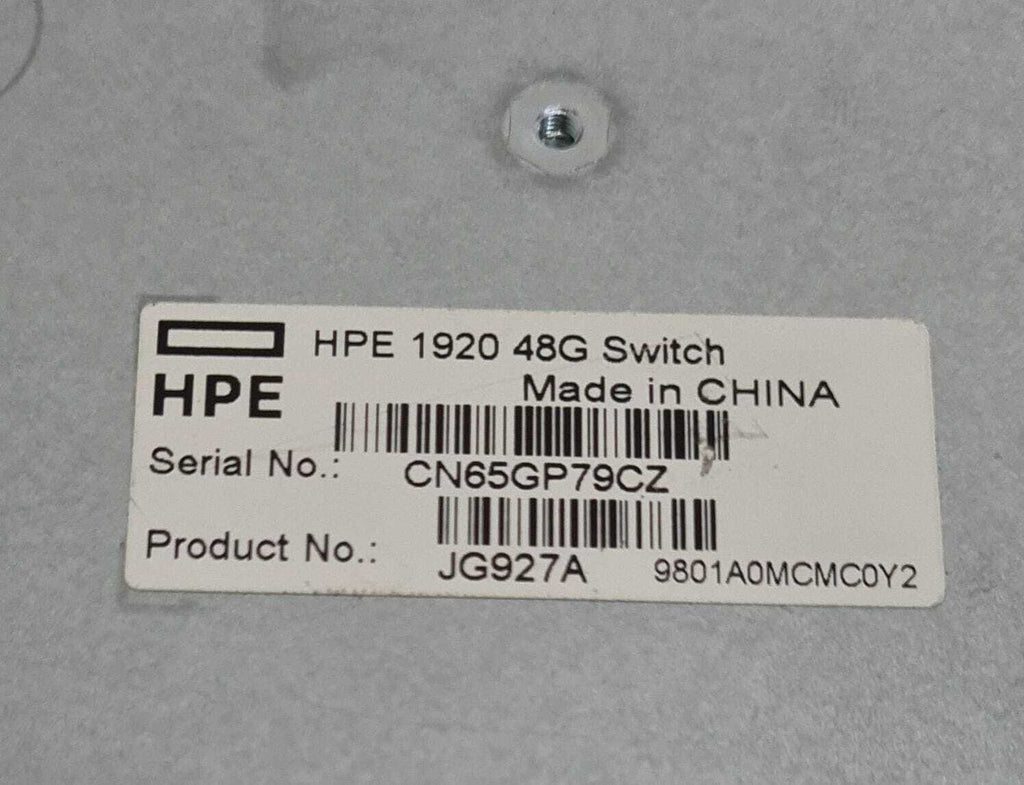 HPE 1920 48G Switch
HPE
Made in CHINA
Serial No.: CN65GP79CZ
Product No.: JG927A 9801A0MCMC0Y2